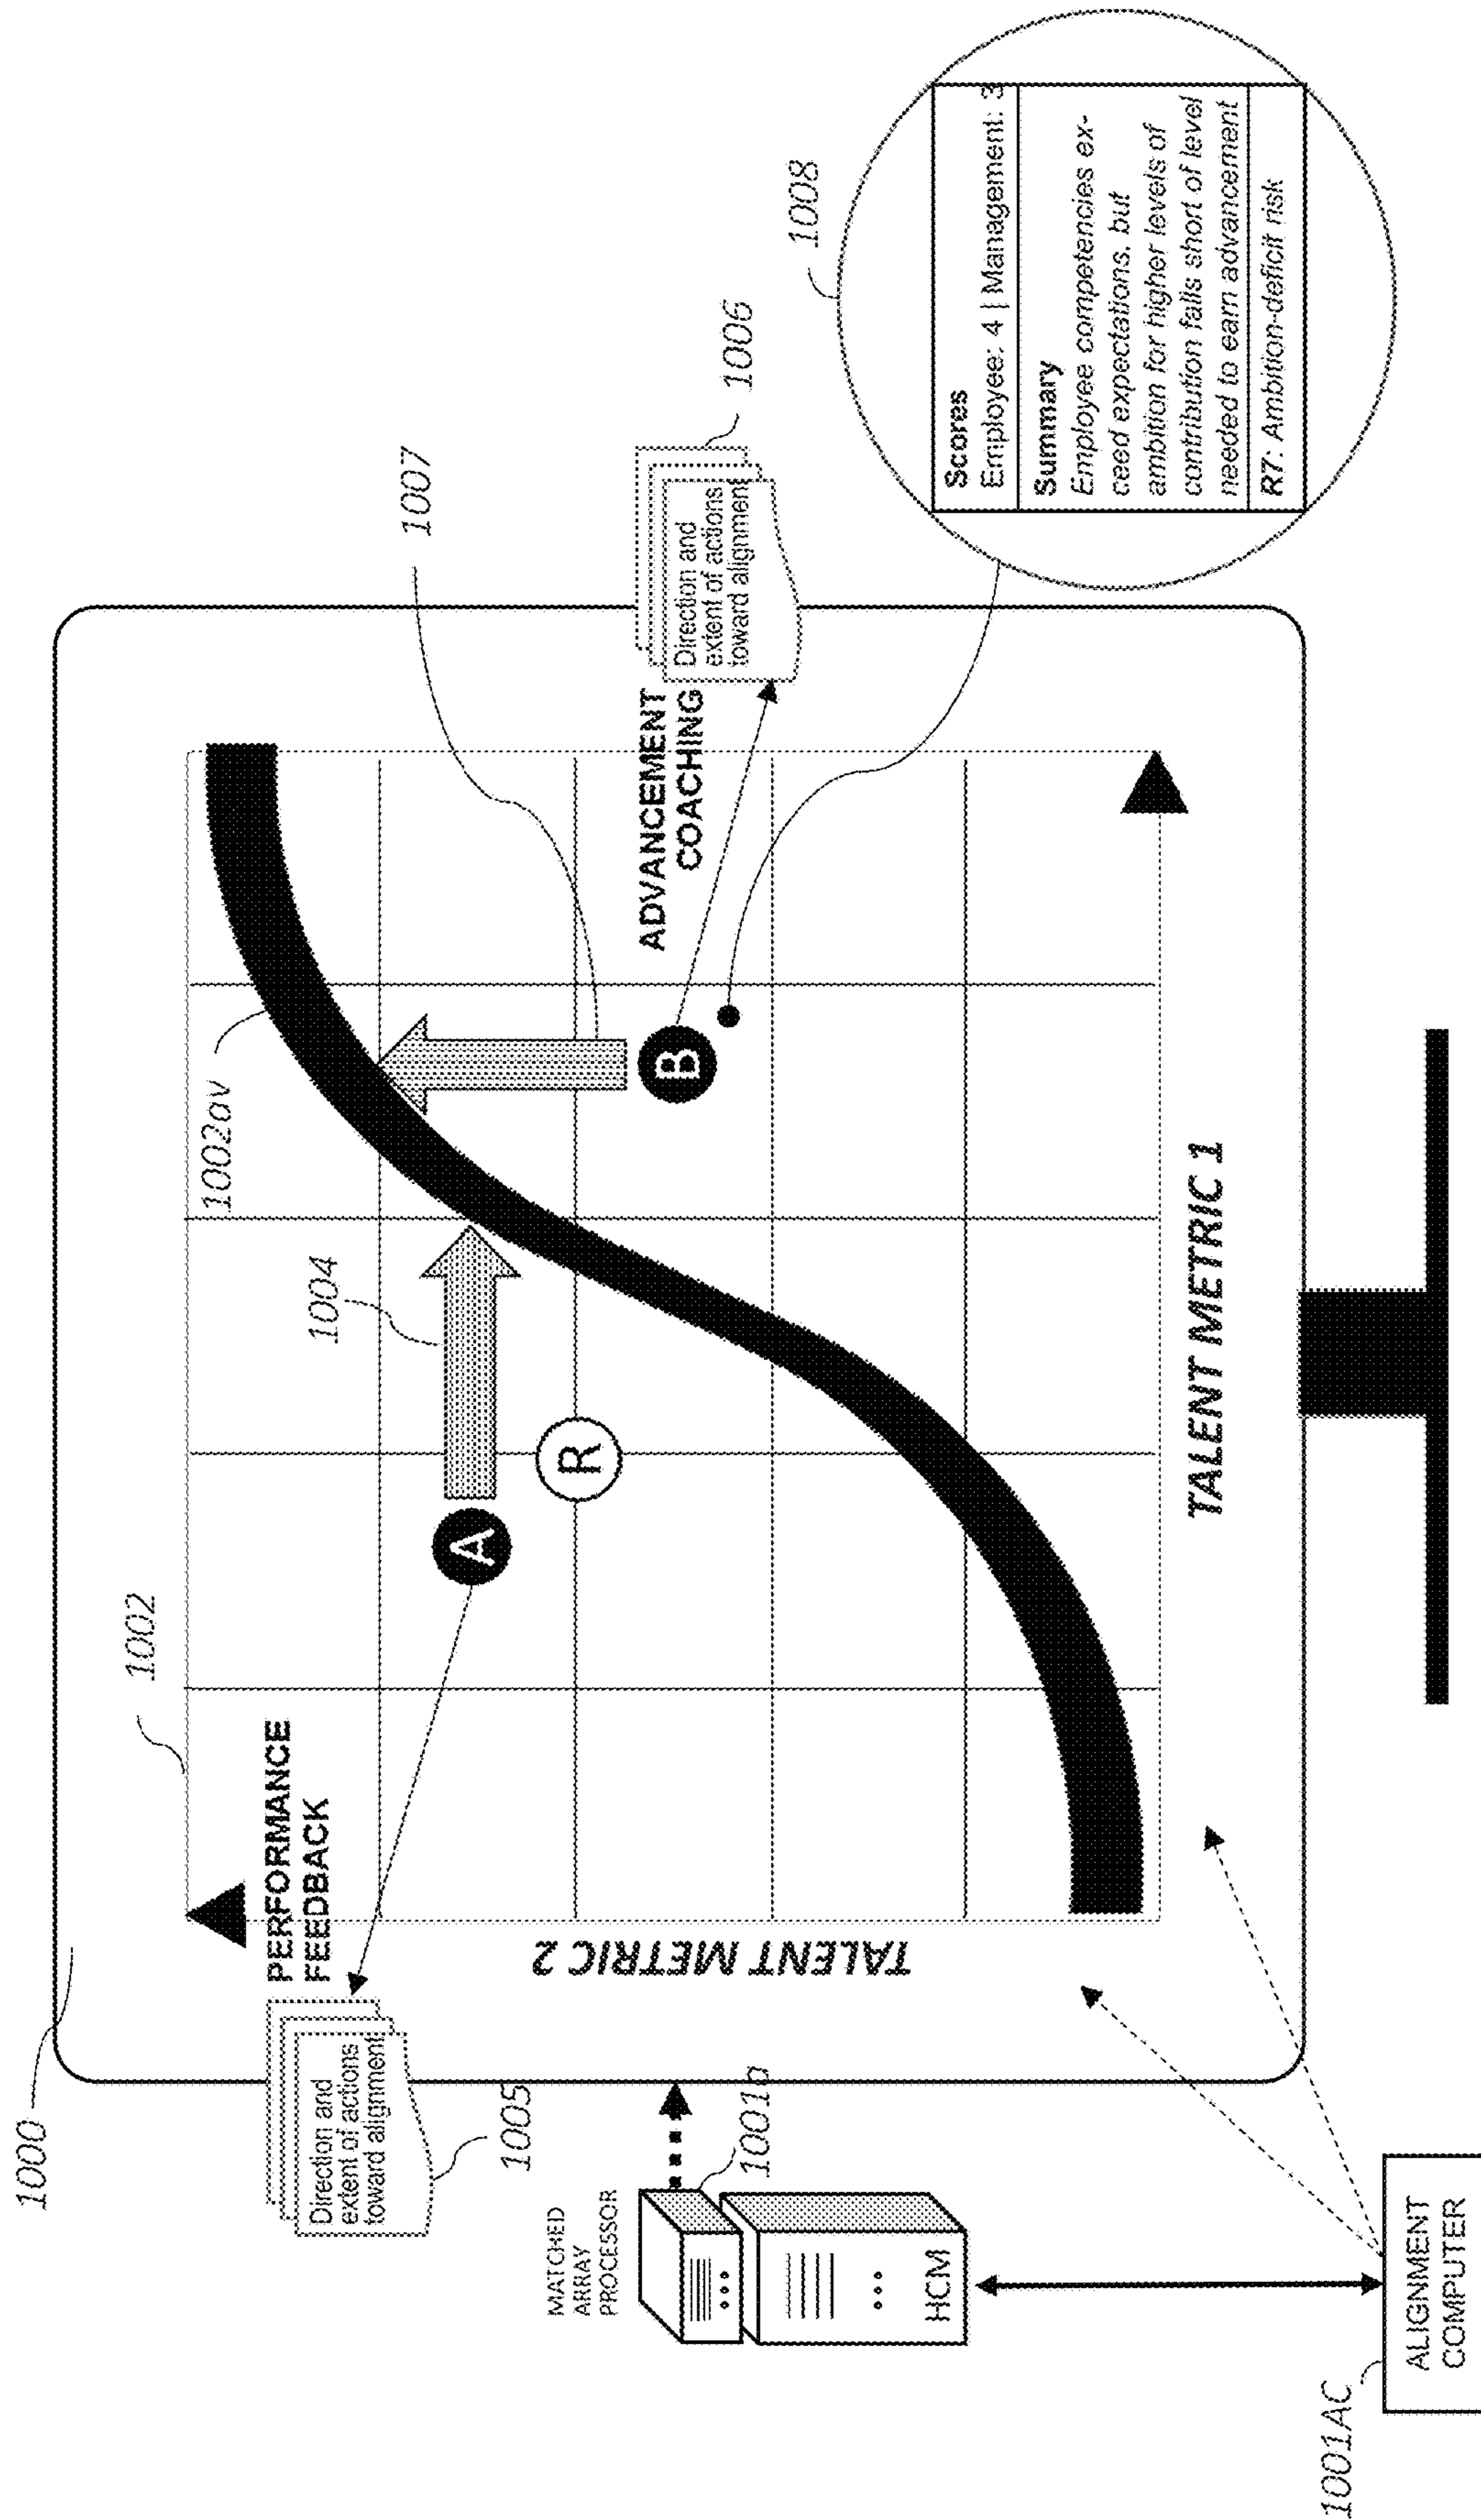 1000
1002
PERFORMANCE
FEEDBACK
Direction and
extent of actions
toward alignment
1005
MATCHED
ARRAY
PROCESSOR
1001a
HCM
1001AC
ALIGNMENT
COMPUTER
TALENT METRIC 2
TALENT METRIC 1
A
R
B
1004
1002av
1007
ADVANCEMENT
COACHING
Direction and
extent of actions
toward alignment
1006
1008
Scores
Employee: 4 | Management: 3
Summary
Employee competencies ex-
ceed expectations, but
ambition for higher levels of
contribution falls short of level
needed to earn advancement
R7: Ambition-deficit risk